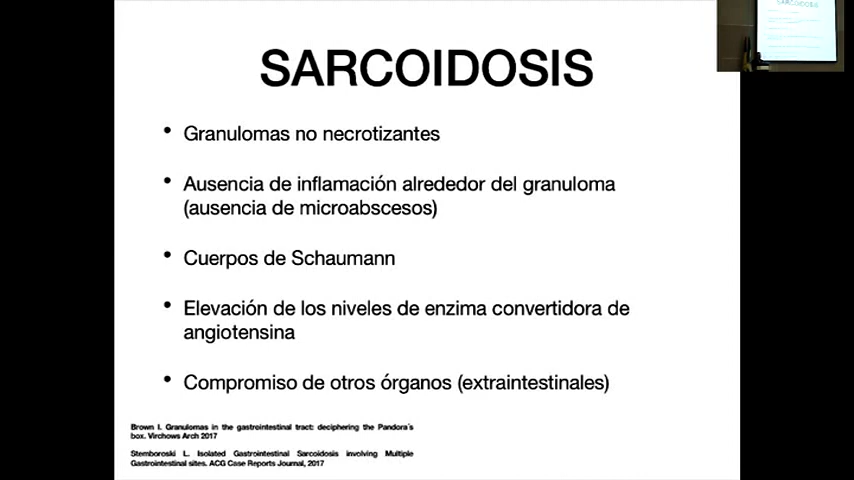 SARCOIDOSIS
• Granulomas no necrotizantes
• Ausencia de inflamación alrededor del granuloma
(ausencia de microabscesos)
• Cuerpos de Schaumann
• Elevación de los niveles de enzima convertidora de
angiotensina
• Compromiso de otros órganos (extraintestinales)
Brown I. Granulomas in the gastrointestinal tract: deciphering the Pandora´s
box. Virchows Arch 2017
Stemboroski L. Isolated Gastrointestinal Sarcoidosis involving Multiple
Gastrointestinal sites. ACG Case Reports Journal, 2017
SARCOIDOSIS